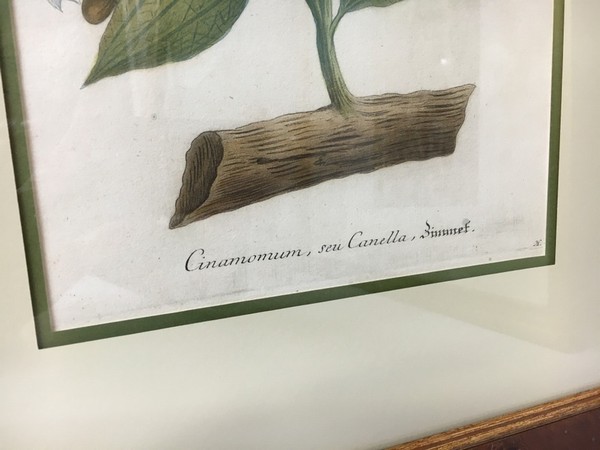 Cinamomum, seu Canella, Zimmet.
N.